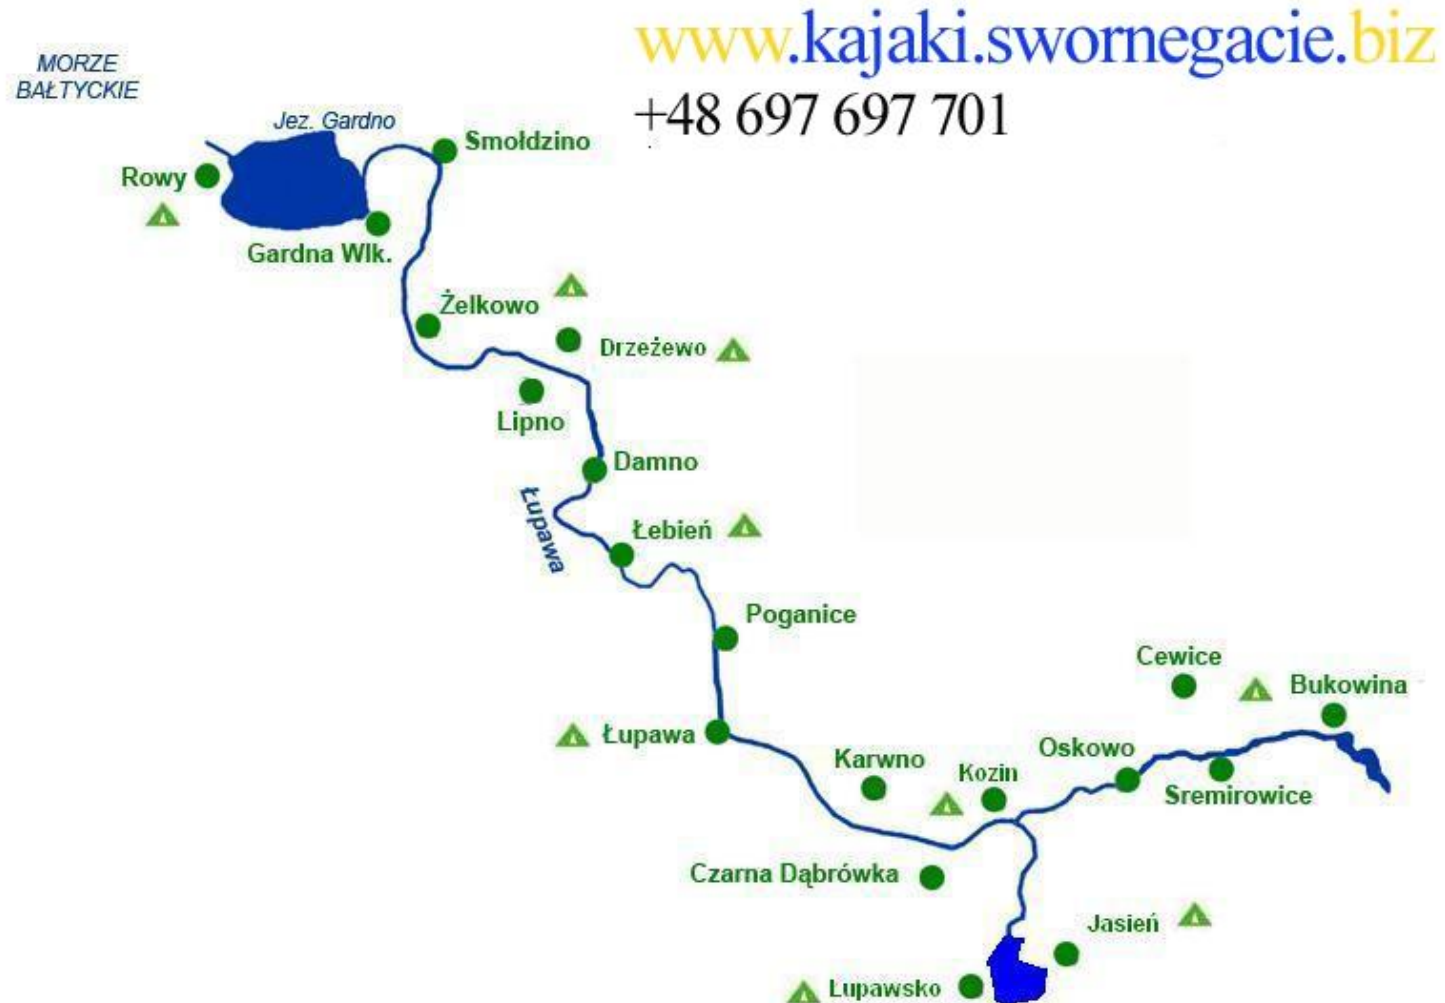 www.kajaki.swornegacie.biz
+48 697 697 701
MORZE
BAŁTYCKIE
Jez. Gardno
Smołdzino
Rowy
Gardna Wlk.
Żelkowo
Drzeżewo
Lipno
Damno
Łupawa
Łebień
Poganice
Cewice
Bukowina
Łupawa
Oskowo
Karwno
Kozin
Sremirowice
Czarna Dąbrówka
Jasień
Łupawsko